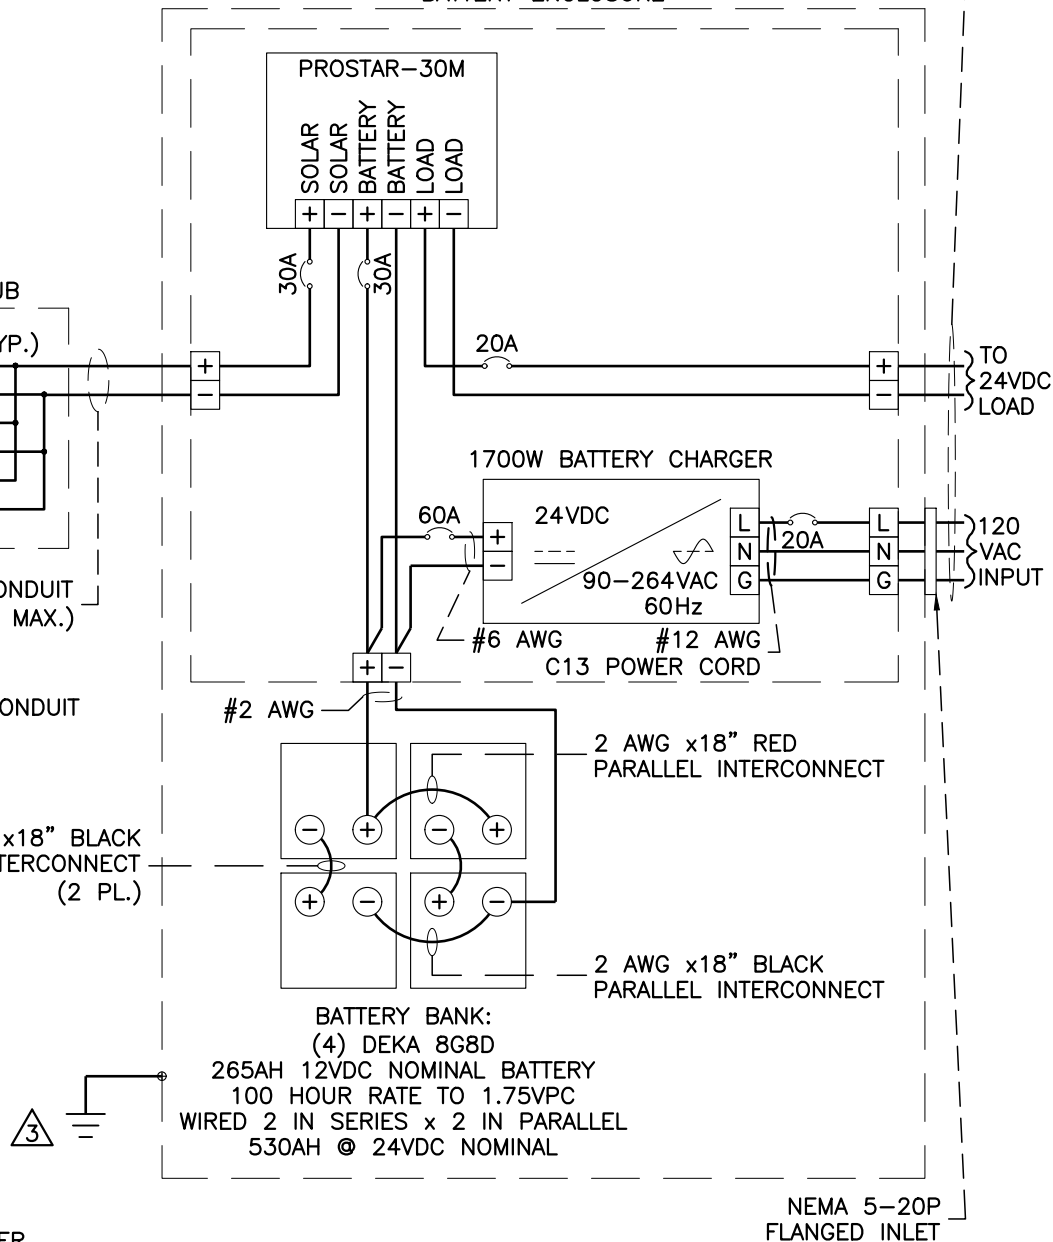 BATTERY ENCLOSURE
PROSTAR-30M
SOLAR
SOLAR
BATTERY
BATTERY
LOAD
LOAD
+ - + - + -
30A
30A
UB
YP.)
20A
+
-
+
-
TO
24VDC
LOAD
1700W BATTERY CHARGER
60A
24VDC
+
-
L
N
G
20A
L
N
G
120
VAC
INPUT
90-264VAC
60Hz
ONDUIT
MAX.)
#6 AWG
#12 AWG
C13 POWER CORD
+ -
ONDUIT
#2 AWG
2 AWG x18" RED
PARALLEL INTERCONNECT
- + - +
x18" BLACK
TERCONNECT
(2 PL.)
+ - + -
2 AWG x18" BLACK
PARALLEL INTERCONNECT
BATTERY BANK:
(4) DEKA 8G8D
265AH 12VDC NOMINAL BATTERY
100 HOUR RATE TO 1.75VPC
WIRED 2 IN SERIES x 2 IN PARALLEL
530AH @ 24VDC NOMINAL
3
NEMA 5-20P
FLANGED INLET
ER